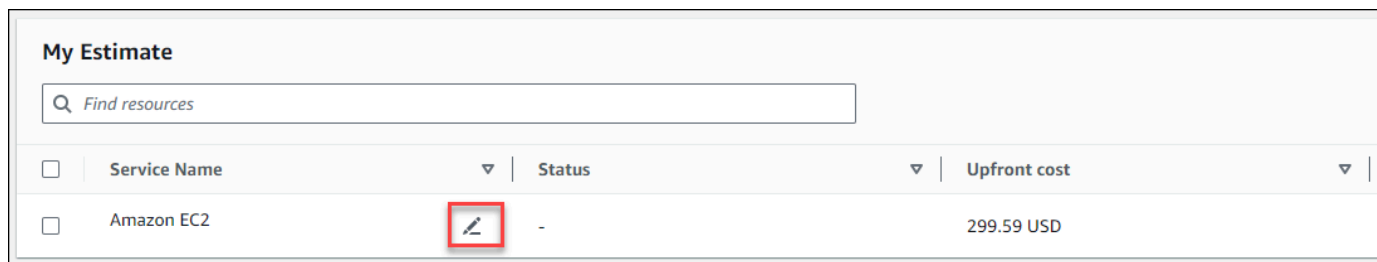 My Estimate
Find resources
Service Name Status Upfront cost
Amazon EC2 - 299.59 USD